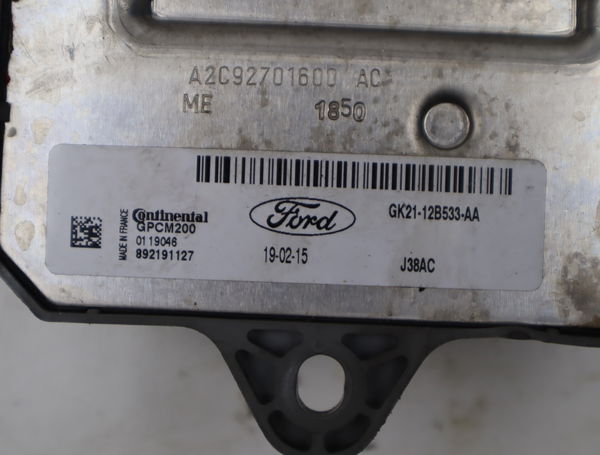 A2C92701600 AC
ME 1850
MADE IN FRANCE
Continental
GPCM200
0119046
892191127
Ford
19-02-15
GK21-12B533-AA
J38AC